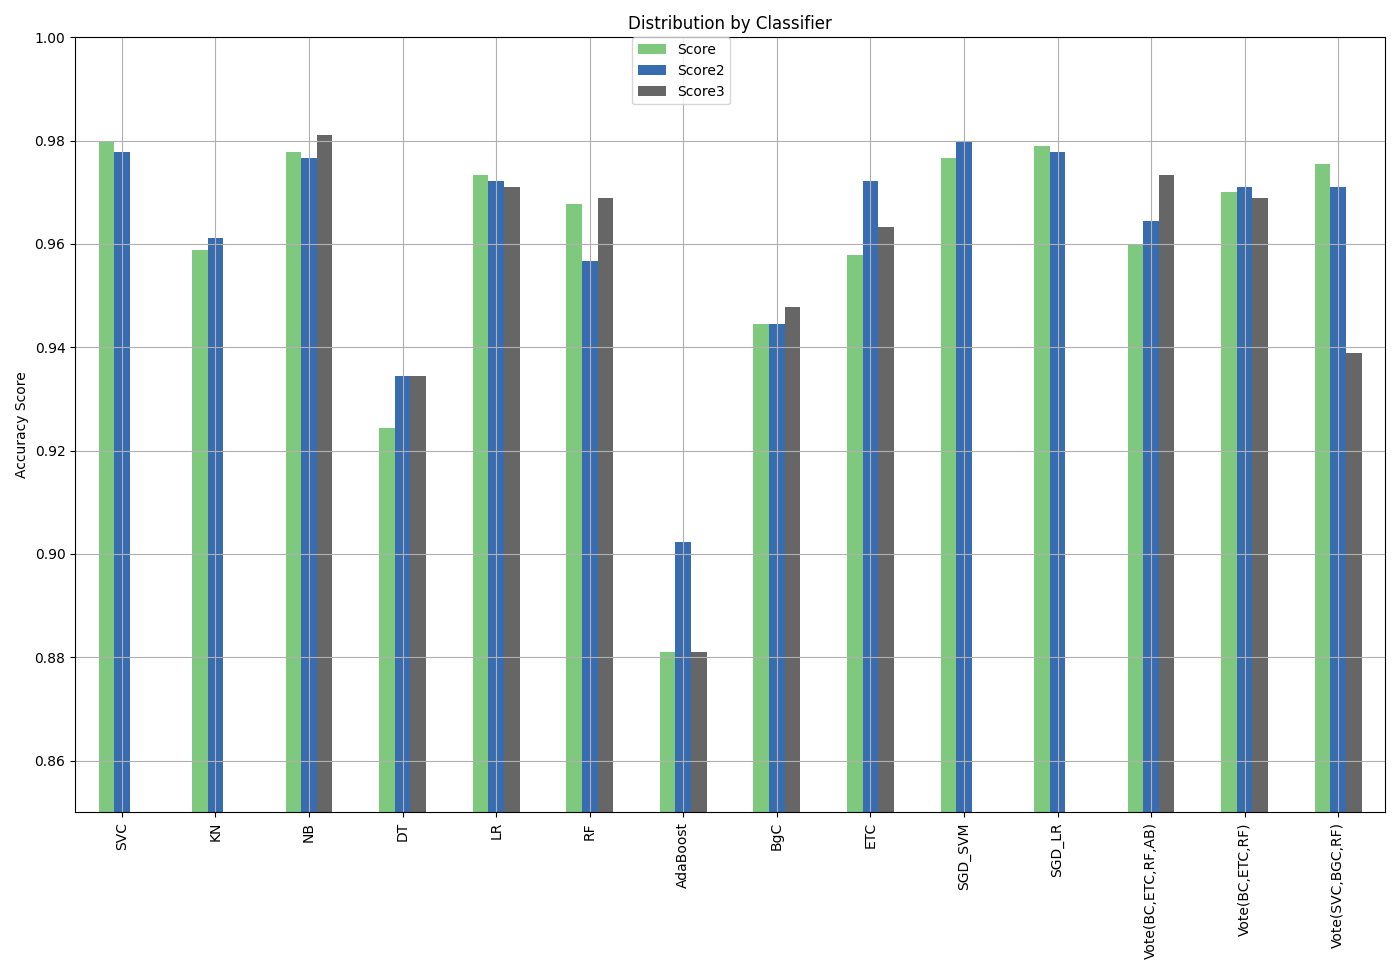 Distribution by Classifier
Score
Score2
Score3
Accuracy Score
1.00
0.98
0.96
0.94
0.92
0.90
0.88
0.86
SVC
KN
NB
DT
LR
RF
AdaBoost
BgC
ETC
SGD_SVM
SGD_LR
Vote(BC,ETC,RF,AB)
Vote(BC,ETC,RF)
Vote(SVC,BGC,RF)